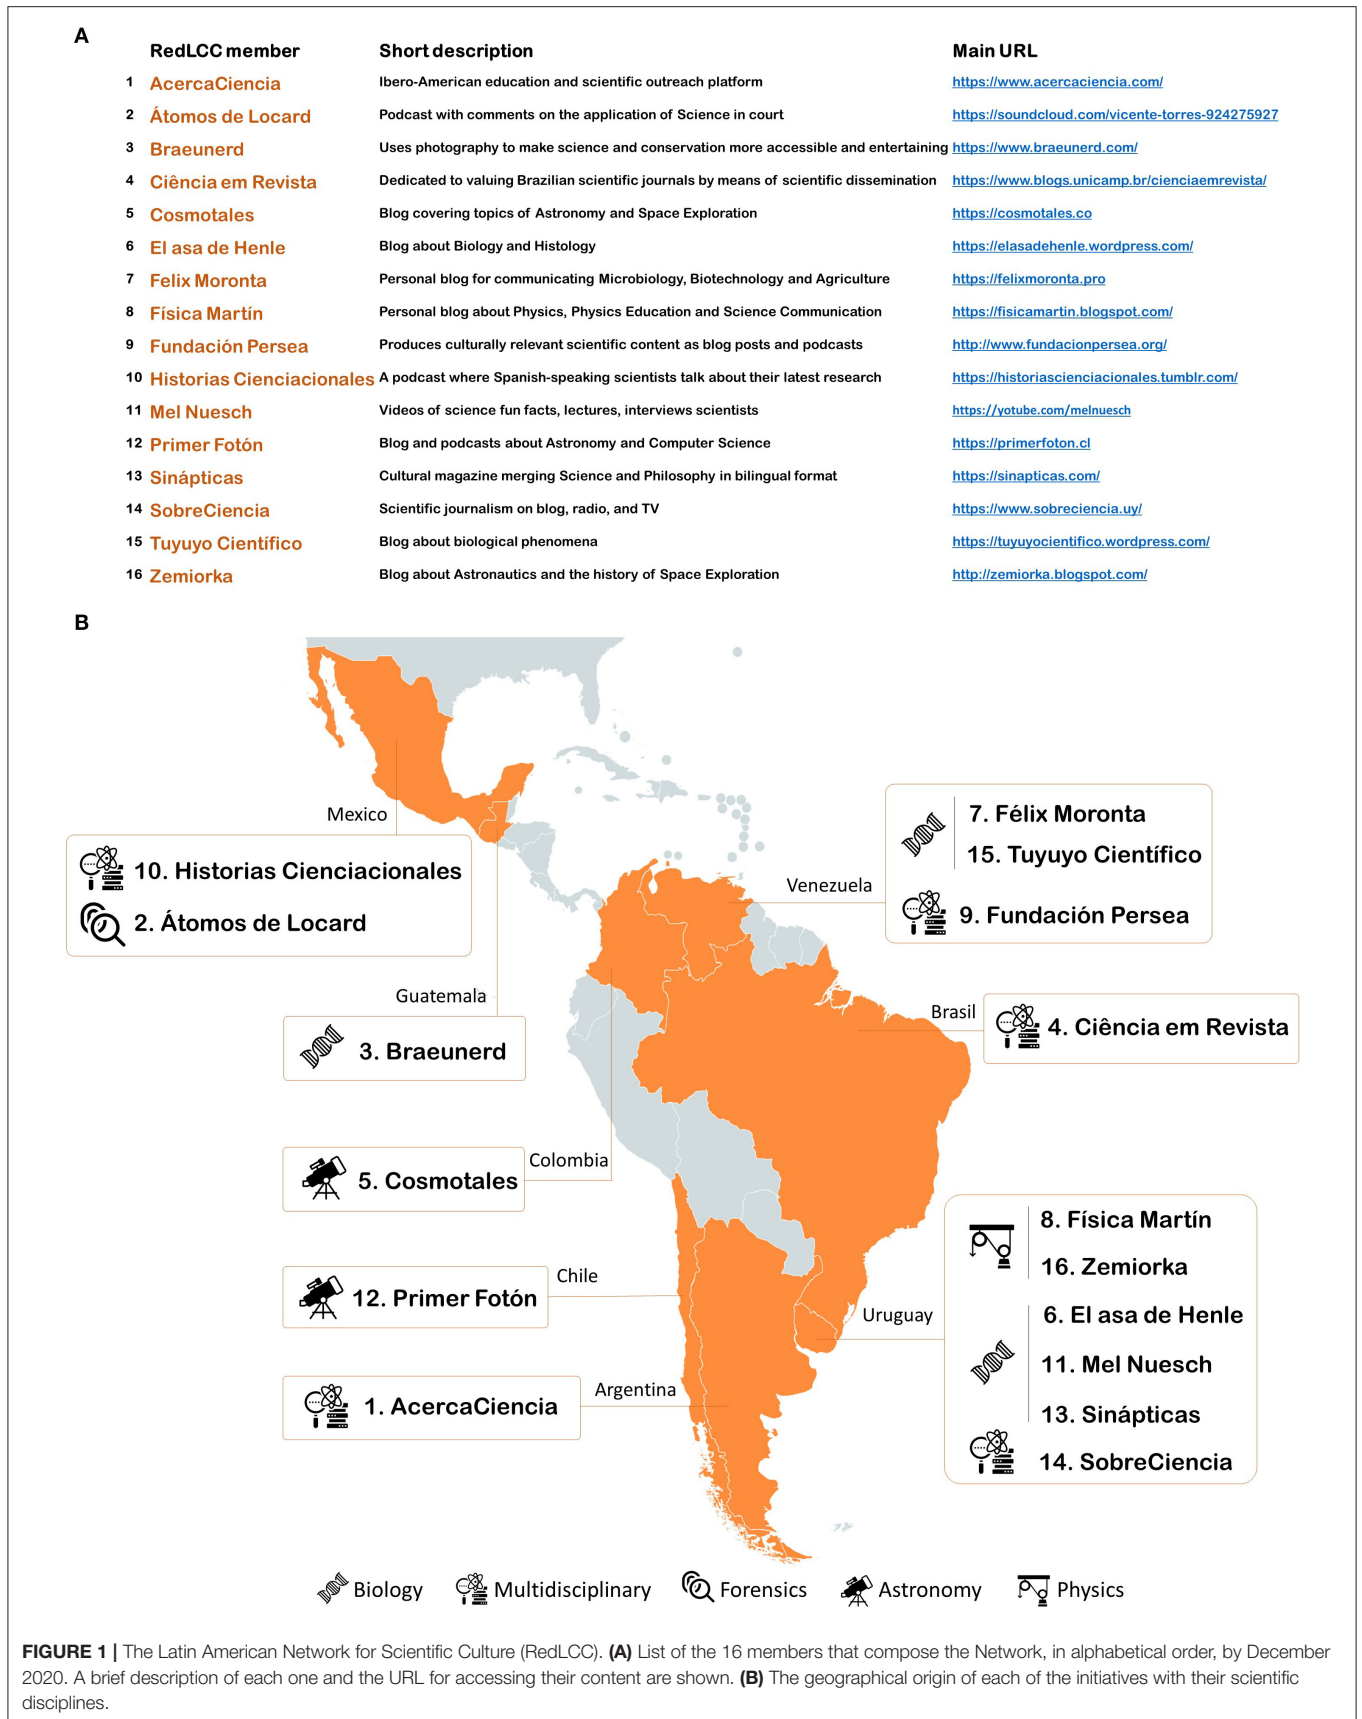 A
RedLCC member Short description Main URL
1 AcercaCiencia Ibero-American education and scientific outreach platform https://www.acercaciencia.com/
2 Átomos de Locard Podcast with comments on the application of Science in court https://soundcloud.com/vicente-torres-924275927
3 Braeunerd Uses photography to make science and conservation more accessible and entertaining https://www.braeunerd.com/
4 Ciência em Revista Dedicated to valuing Brazilian scientific journals by means of scientific dissemination https://www.blogs.unicamp.br/cienciaemrevista/
5 Cosmotales Blog covering topics of Astronomy and Space Exploration https://cosmotales.co
6 El asa de Henle Blog about Biology and Histology https://elasadehenle.wordpress.com/
7 Felix Moronta Personal blog for communicating Microbiology, Biotechnology and Agriculture https://felixmoronta.pro
8 Física Martín Personal blog about Physics, Physics Education and Science Communication https://fisicamartin.blogspot.com/
9 Fundación Persea Produces culturally relevant scientific content as blog posts and podcasts http://www.fundacionpersea.org/
10 Historias Cienciacionales A podcast where Spanish-speaking scientists talk about their latest research https://historiascienciacionales.tumblr.com/
11 Mel Nuesch Videos of science fun facts, lectures, interviews scientists https://yotube.com/melnuesch
12 Primer Fotón Blog and podcasts about Astronomy and Computer Science https://primerfoton.cl
13 Sinápticas Cultural magazine merging Science and Philosophy in bilingual format https://sinapticas.com/
14 SobreCiencia Scientific journalism on blog, radio, and TV https://www.sobreciencia.uy/
15 Tuyuyo Científico Blog about biological phenomena https://tuyuyocientifico.wordpress.com/
16 Zemiorka Blog about Astronautics and the history of Space Exploration http://zemiorka.blogspot.com/
B
Mexico
10. Historias Cienciacionales
2. Átomos de Locard
Venezuela
7. Félix Moronta
15. Tuyuyo Científico
9. Fundación Persea
Guatemala
3. Braeunerd
Brasil
4. Ciência em Revista
Colombia
5. Cosmotales
Chile
12. Primer Fotón
Uruguay
8. Física Martín
16. Zemiorka
6. El asa de Henle
11. Mel Nuesch
13. Sinápticas
14. SobreCiencia
Argentina
1. AcercaCiencia
Biology Multidisciplinary Forensics Astronomy Physics
FIGURE 1 | The Latin American Network for Scientific Culture (RedLCC). (A) List of the 16 members that compose the Network, in alphabetical order, by December
2020. A brief description of each one and the URL for accessing their content are shown. (B) The geographical origin of each of the initiatives with their scientific
disciplines.